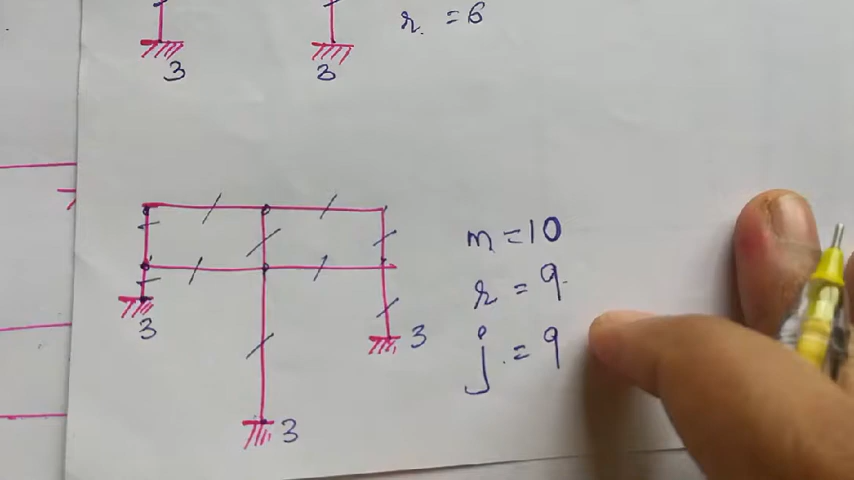 r = 6
3
3
m = 10
r = 9
3
3
j = 9
3